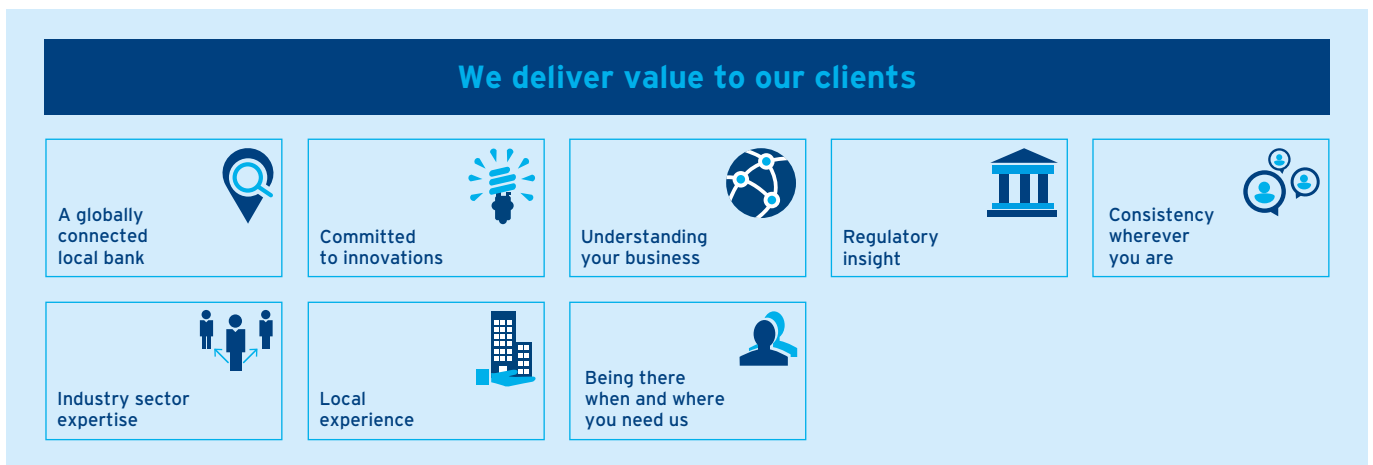 We deliver value to our clients
A globally
connected
local bank
Committed
to innovations
Understanding
your business
Regulatory
insight
Consistency
wherever
you are
Industry sector
expertise
Local
experience
Being there
when and where
you need us